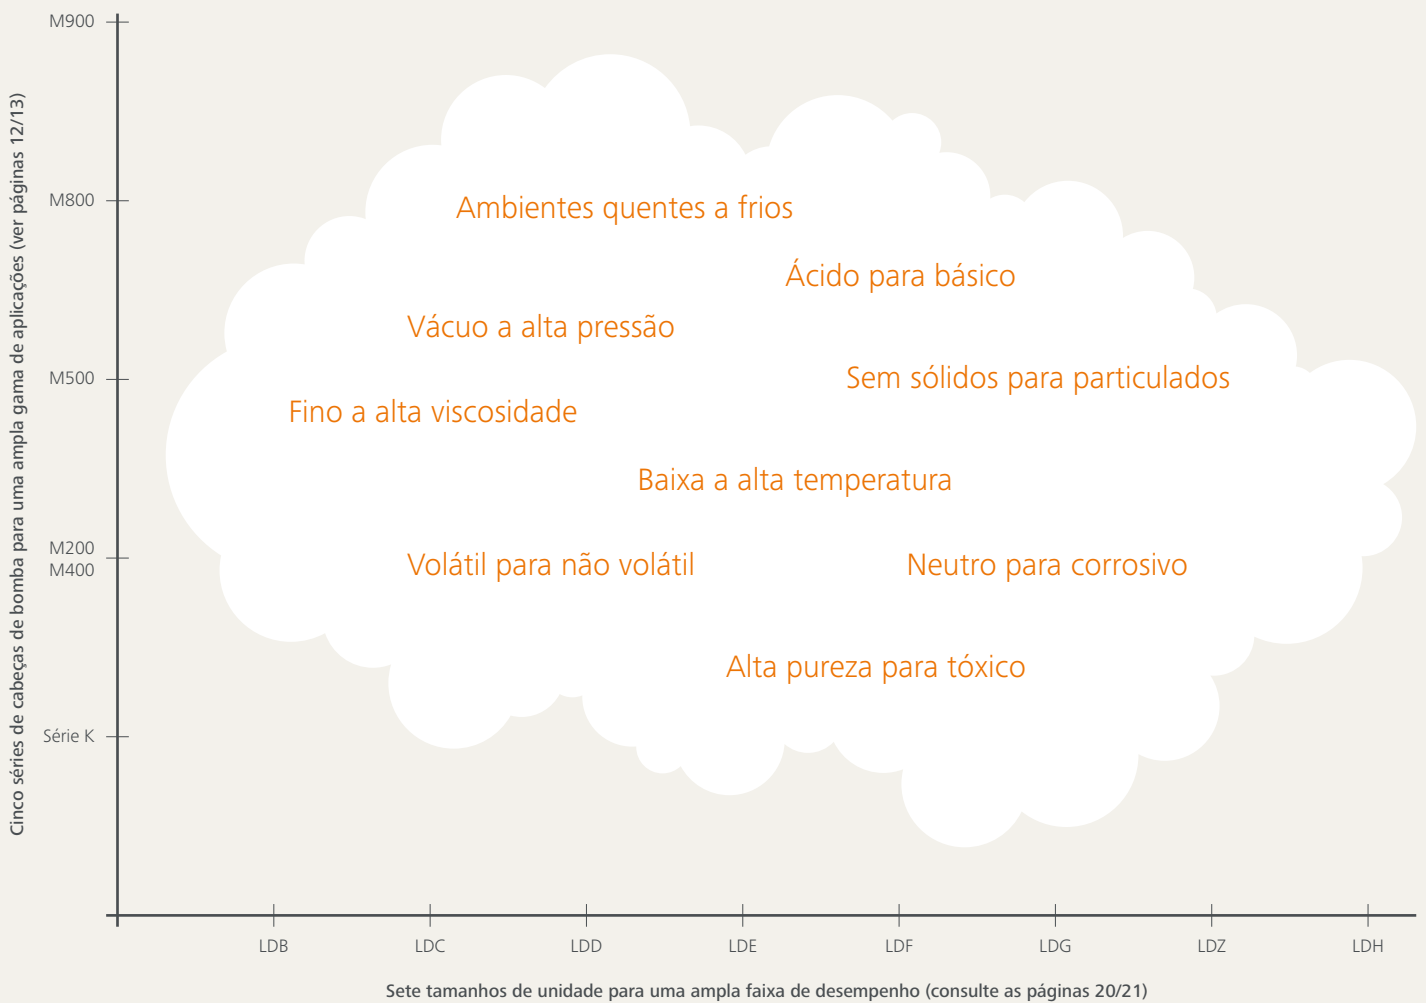 M900
Cinco séries de cabeças de bomba para uma ampla gama de aplicações (ver páginas 12/13)
M800
Ambientes quentes a frios
Ácido para básico
Vácuo a alta pressão
M500
Sem sólidos para particulados
Fino a alta viscosidade
Baixa a alta temperatura
M200
M400
Volátil para não volátil
Neutro para corrosivo
Alta pureza para tóxico
Série K
LDB
LDC
LDD
LDE
LDF
LDG
LDZ
LDH
Sete tamanhos de unidade para uma ampla faixa de desempenho (consulte as páginas 20/21)